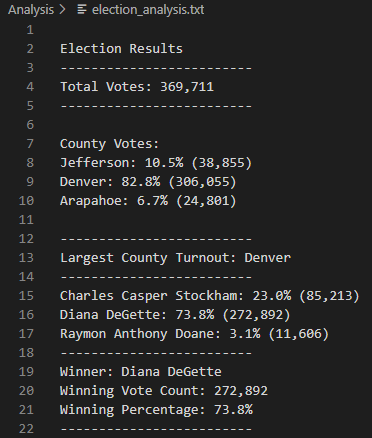 Analysis > election_analysis.txt
1
2 Election Results
3 -------------------------
4 Total Votes: 369,711
5 -------------------------
6
7 County Votes:
8 Jefferson: 10.5% (38,855)
9 Denver: 82.8% (306,055)
10 Arapahoe: 6.7% (24,801)
11
12 -------------------------
13 Largest County Turnout: Denver
14 -------------------------
15 Charles Casper Stockham: 23.0% (85,213)
16 Diana DeGette: 73.8% (272,892)
17 Raymon Anthony Doane: 3.1% (11,606)
18 -------------------------
19 Winner: Diana DeGette
20 Winning Vote Count: 272,892
21 Winning Percentage: 73.8%
22 -------------------------